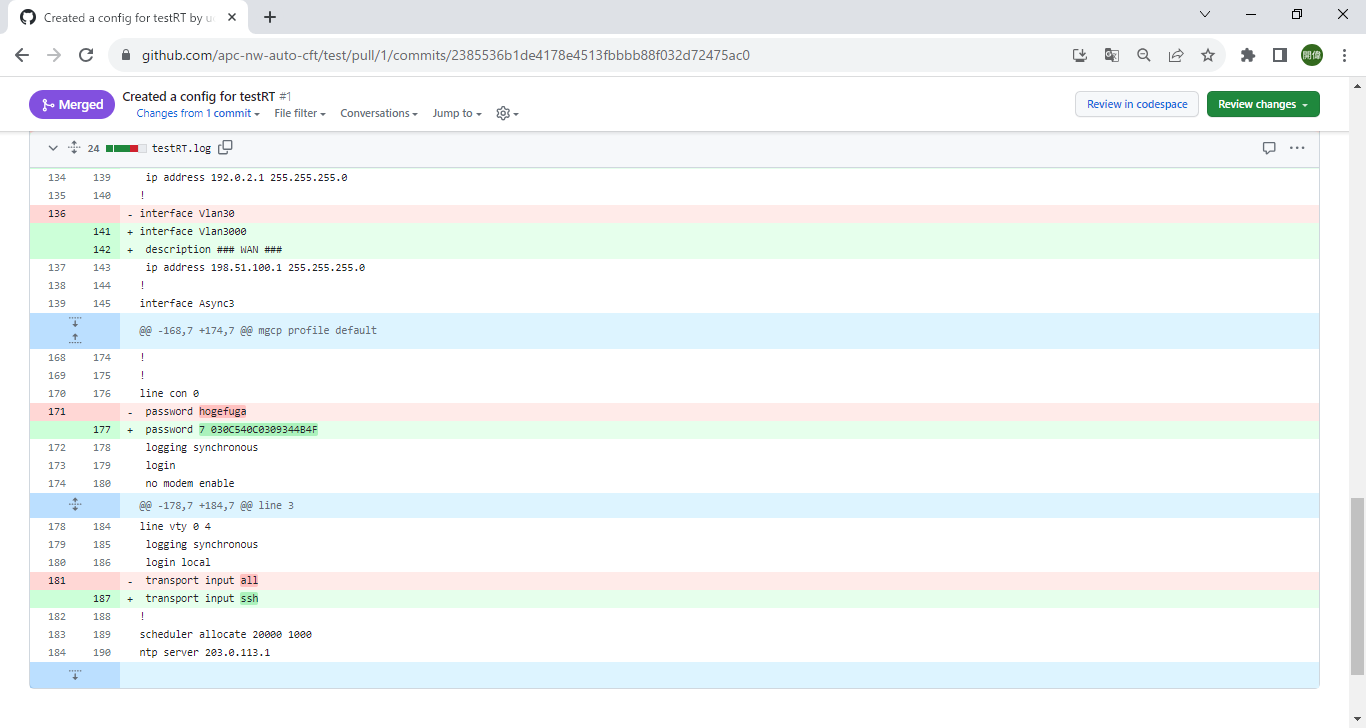 Created a config for testRT by u
github.com/apc-nw-auto-cft/test/pull/1/commits/2385536b1de4178e4513fbbbb88f032d72475ac0
開偉
Merged
Created a config for testRT #1
Changes from 1 commit
File filter
Conversations
Jump to
Review in codespace
Review changes
24 testRT.log
134 139 ip address 192.0.2.1 255.255.255.0
135 140 !
136 - interface Vlan30
141 + interface Vlan3000
142 + description ### WAN ###
137 143 ip address 198.51.100.1 255.255.255.0
138 144 !
139 145 interface Async3
@@ -168,7 +174,7 @@ mgcp profile default
168 174 !
169 175 !
170 176 line con 0
171 - password hogefuga
177 + password 7 030C540C0309344B4F
172 178 logging synchronous
173 179 login
174 180 no modem enable
@@ -178,7 +184,7 @@ line 3
178 184 line vty 0 4
179 185 logging synchronous
180 186 login local
181 - transport input all
187 + transport input ssh
182 188 !
183 189 scheduler allocate 20000 1000
184 190 ntp server 203.0.113.1